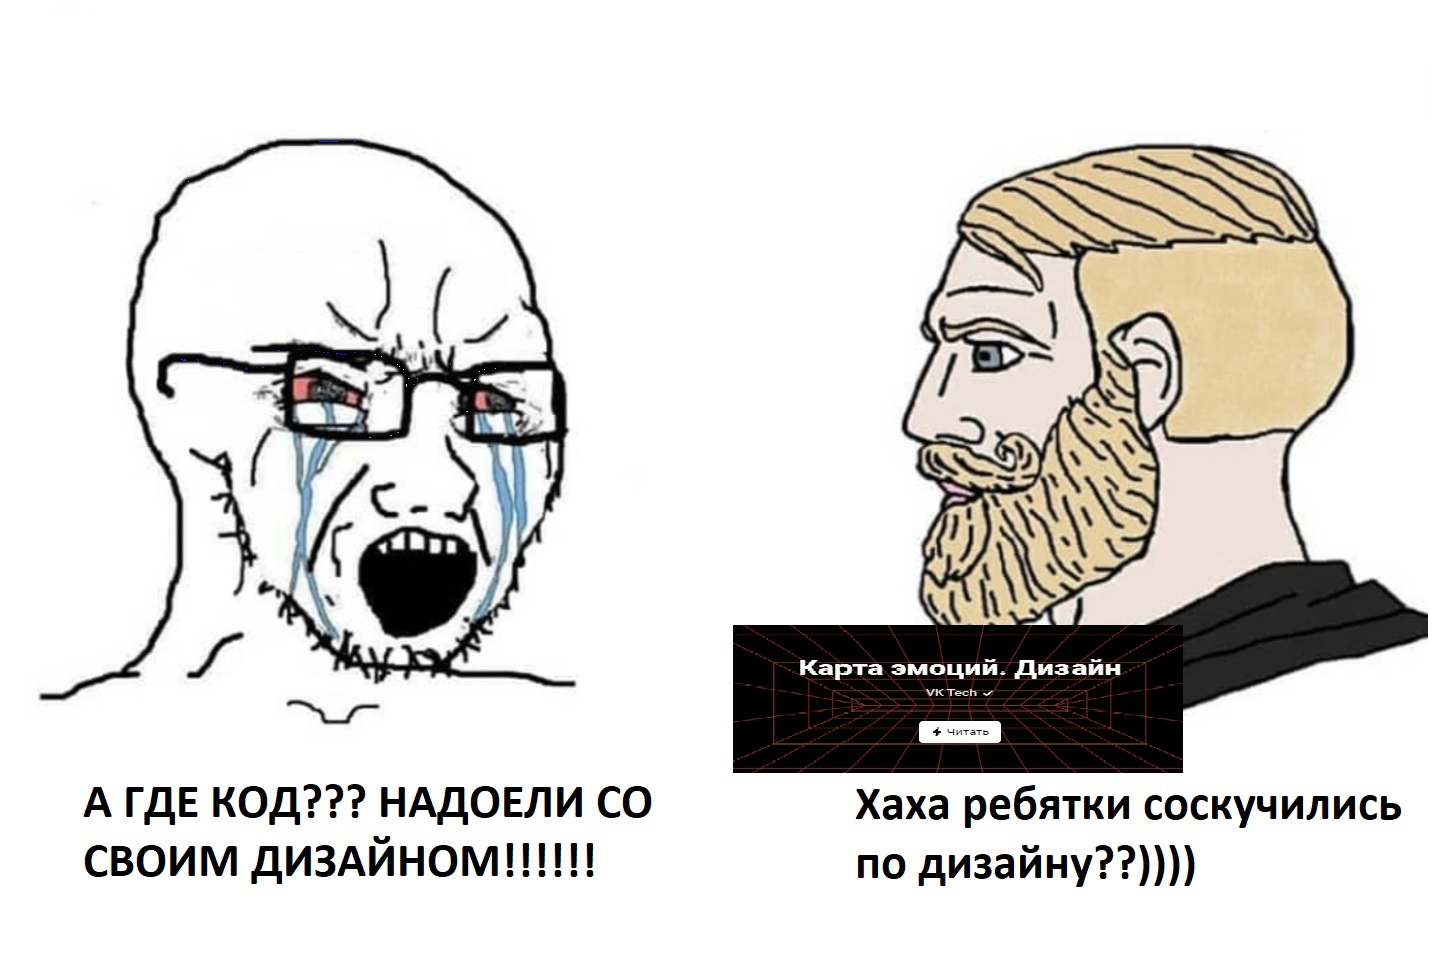 Карта эмоций. Дизайн
VK Tech
Читать
А ГДЕ КОД??? НАДОЕЛИ СО
СВОИМ ДИЗАЙНОМ!!!!!!
Хаха ребятки соскучились
по дизайну??))))